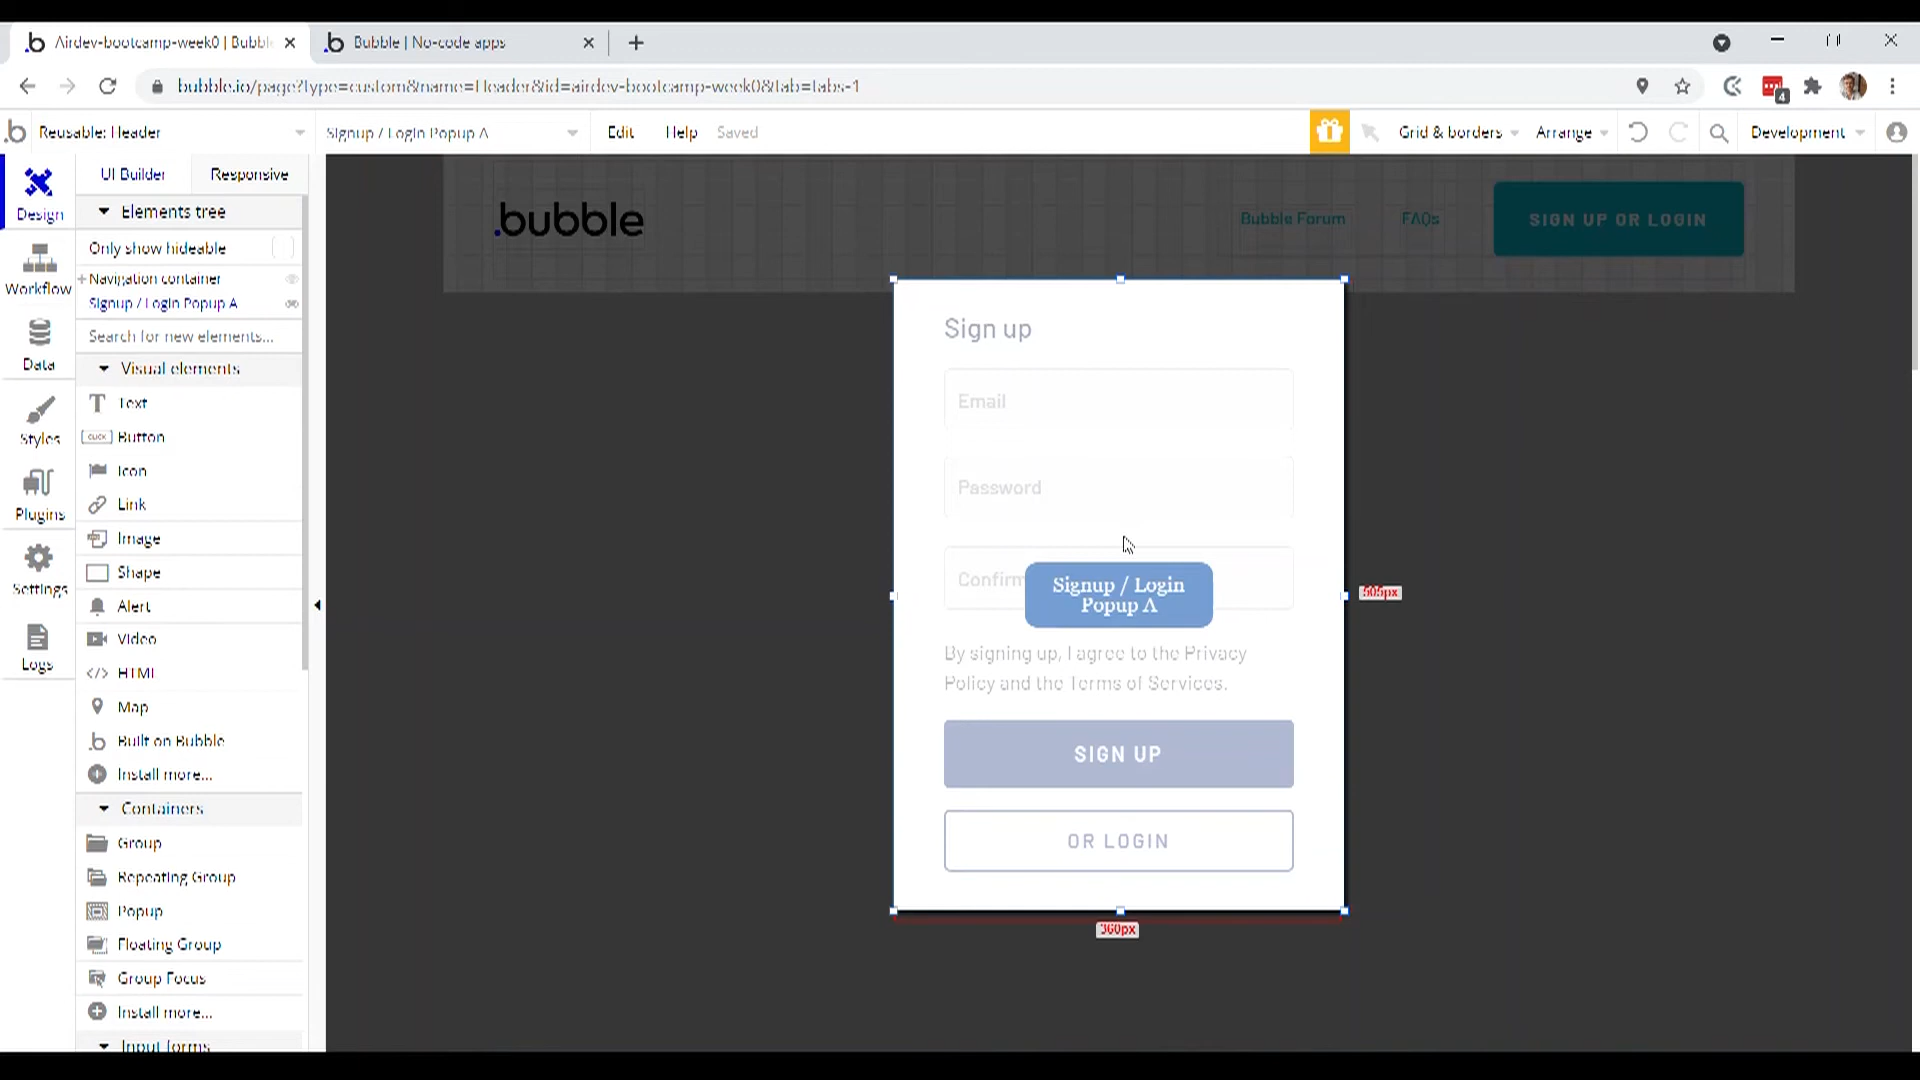 Airdev-bootcamp-week0 | Bubbl
Bubble | No-code apps
bubble.io/page?type=custom&name=Header&id=airdev-bootcamp-week0&tab=tabs-1
4
Reusable: Header
Signup / Login Popup A
Edit
Help
Saved
Grid & borders
Arrange
Development
Design
Workflow
Data
Styles
Plugins
Settings
Logs
UI Builder
Responsive
Elements tree
Only show hideable
Navigation container
Signup / Login Popup A
Search for new elements...
Visual elements
Text
CLICK
Button
Icon
Link
Image
Shape
Alert
Video
HTML
Map
Built on Bubble
Install more...
Containers
Group
Repeating Group
Popup
Floating Group
Group Focus
Install more...
Input forms
.bubble
Bubble Forum
FAQs
SIGN UP OR LOGIN
Sign up
Email
Password
Confirm
Signup / Login
Popup A
By signing up, I agree to the Privacy
Policy and the Terms of Services.
SIGN UP
OR LOGIN
505px
360px